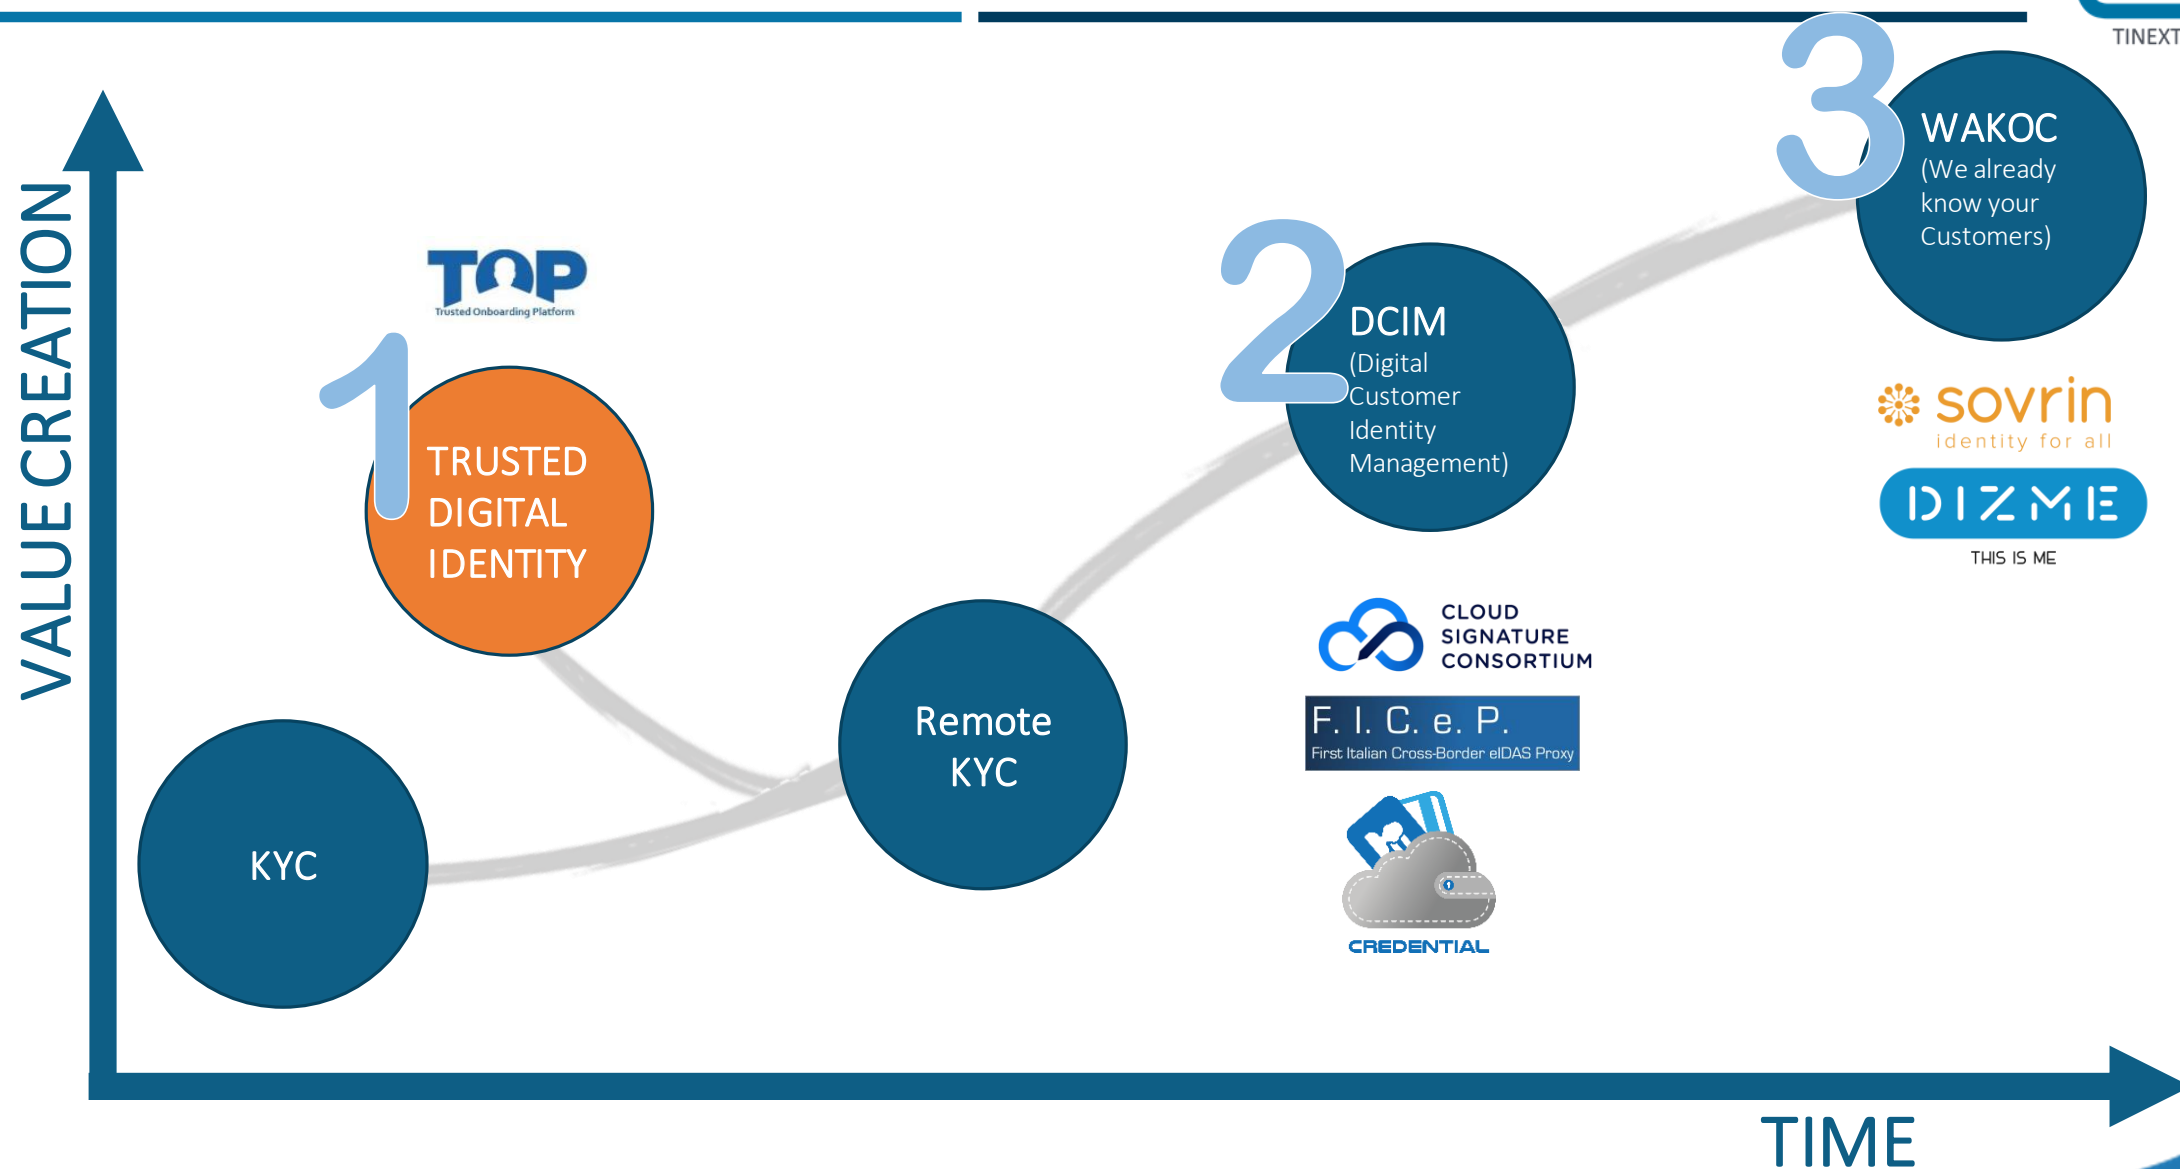 TINEXT
VALUE CREATION
TOP
Trusted Onboarding Platform
1
TRUSTED
DIGITAL
IDENTITY
KYC
Remote
KYC
2
DCIM
(Digital
Customer
Identity
Management)
CLOUD
SIGNATURE
CONSORTIUM
F. I. C. e. P.
First Italian Cross-Border eIDAS Proxy
CREDENTIAL
3
WAKOC
(We already
know your
Customers)
sovrin
identity for all
DIZME
THIS IS ME
TIME